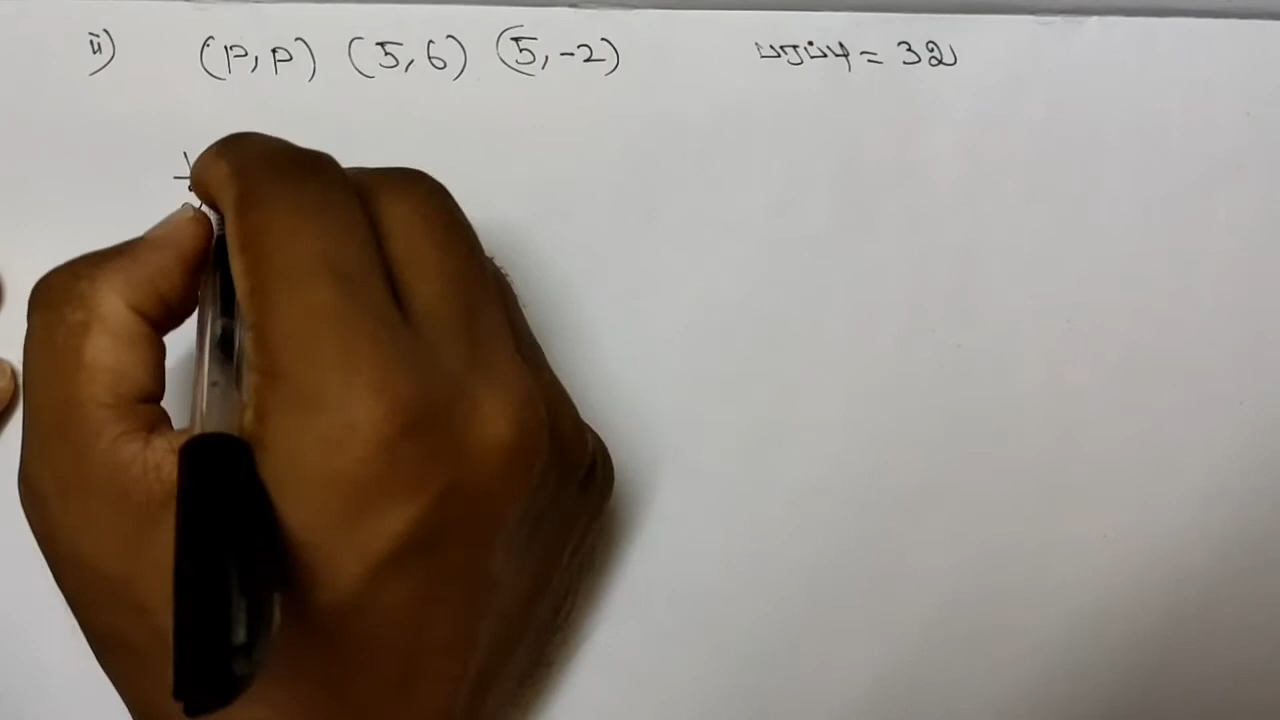 ii) (P, P) (5, 6) (5, -2) பரப்பு = 32